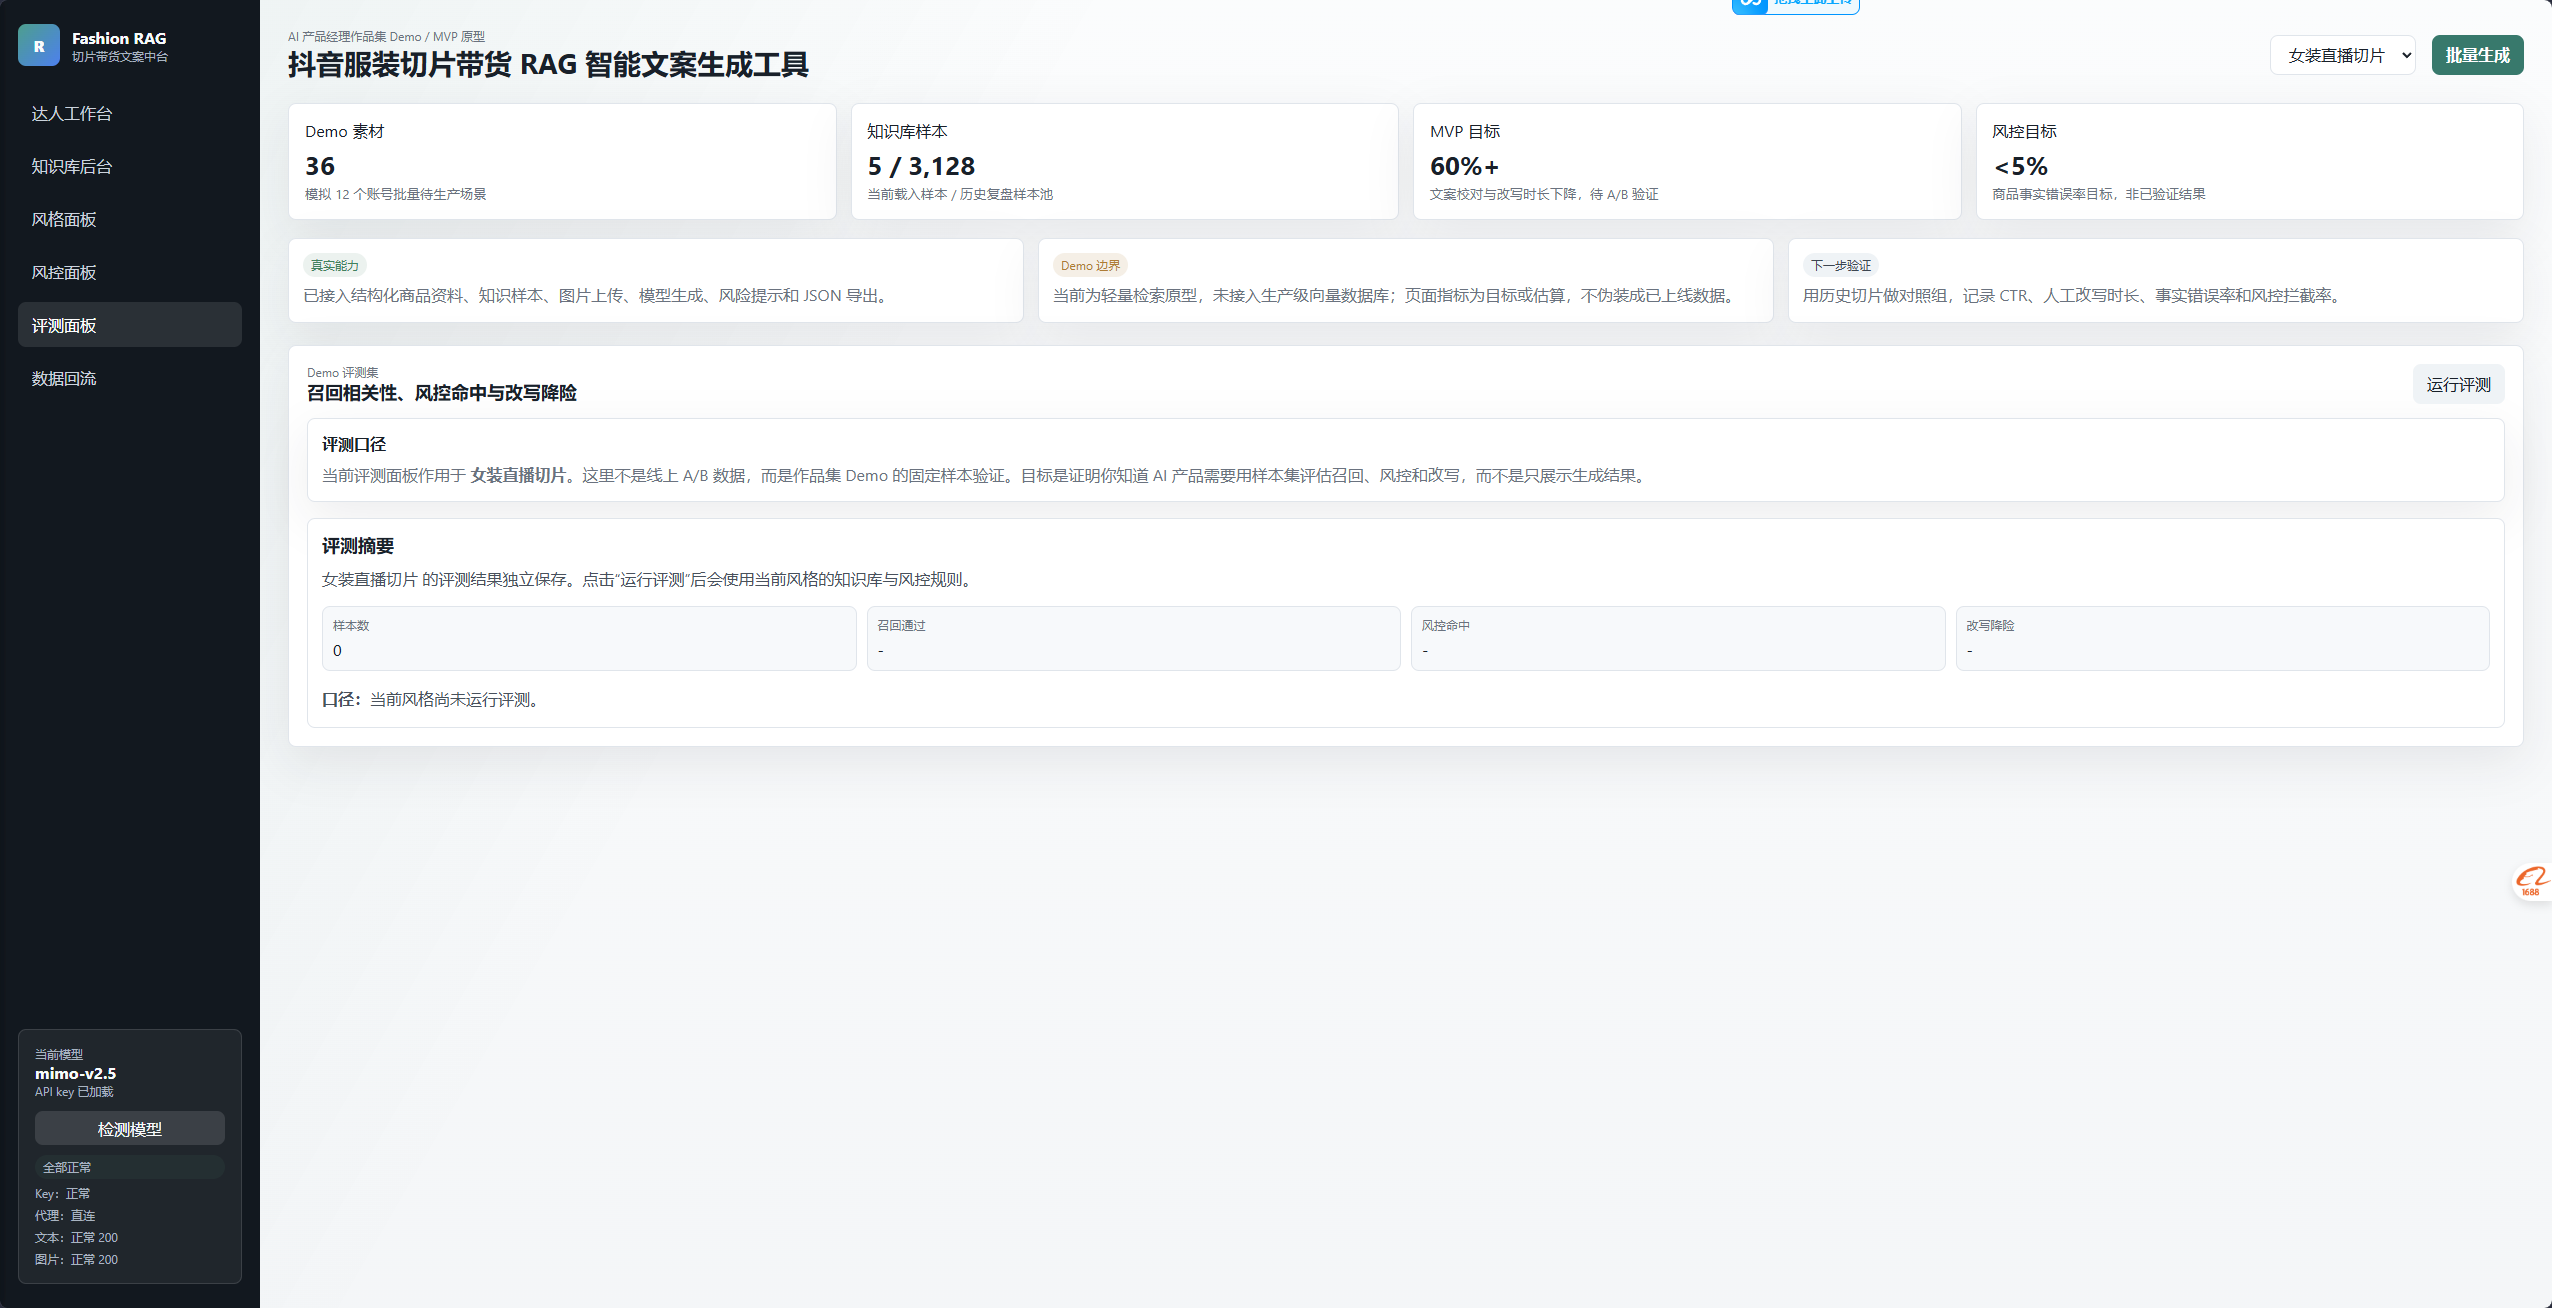 R
Fashion RAG
切片带货文案中台
达人工作台
知识库后台
风格面板
风控面板
评测面板
数据回流
当前模型
mimo-v2.5
API key 已加载
检测模型
全部正常
Key：正常
代理：直连
文本：正常 200
图片：正常 200
AI 产品经理作品集 Demo / MVP 原型
抖音服装切片带货 RAG 智能文案生成工具
女装直播切片
批量生成
Demo 素材
36
模拟 12 个账号批量待生产场景
知识库样本
5 / 3,128
当前载入样本 / 历史复盘样本池
MVP 目标
60%+
文案校对与改写时长下降，待 A/B 验证
风控目标
<5%
商品事实错误率目标，非已验证结果
真实能力
已接入结构化商品资料、知识样本、图片上传、模型生成、风险提示和 JSON 导出。
Demo 边界
当前为轻量检索原型，未接入生产级向量数据库；页面指标为目标或估算，不伪装成已上线数据。
下一步验证
用历史切片做对照组，记录 CTR、人工改写时长、事实错误率和风控拦截率。
Demo 评测集
召回相关性、风控命中与改写降险
运行评测
评测口径
当前评测面板作用于 女装直播切片。这里不是线上 A/B 数据，而是作品集 Demo 的固定样本验证。目标是证明你知道 AI 产品需要用样本集评估召回、风控和改写，而不是只展示生成结果。
评测摘要
女装直播切片 的评测结果独立保存。点击“运行评测”后会使用当前风格的知识库与风控规则。
样本数
0
召回通过
-
风控命中
-
改写降险
-
口径：当前风格尚未运行评测。
1688